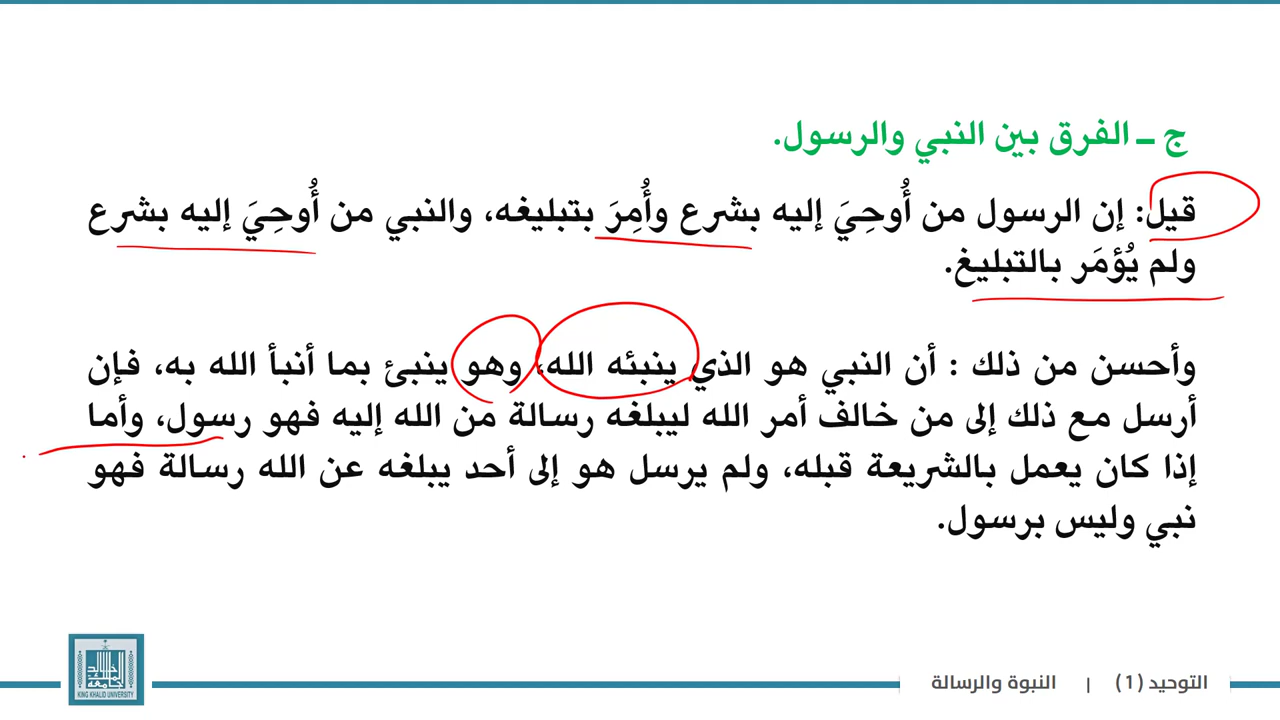 ج ـ الفرق بين النبي والرسول.
قيل: إن الرسول من أُوحِيَ إليه بشرع وأُمِرَ بتبليغه، والنبي من أُوحِيَ إليه بشرع
ولم يُؤمَر بالتبليغ.
وأحسن من ذلك : أن النبي هو الذي ينبئه الله، وهو ينبئ بما أنبأ الله به، فإن
أرسل مع ذلك إلى من خالف أمر الله ليبلغه رسالة من الله إليه فهو رسول، وأما
إذا كان يعمل بالشريعة قبله، ولم يرسل هو إلى أحد يبلغه عن الله رسالة فهو
نبي وليس برسول.
جامعة الملك خالد
KING KHALID UNIVERSITY
التوحيد (1) | النبوة والرسالة